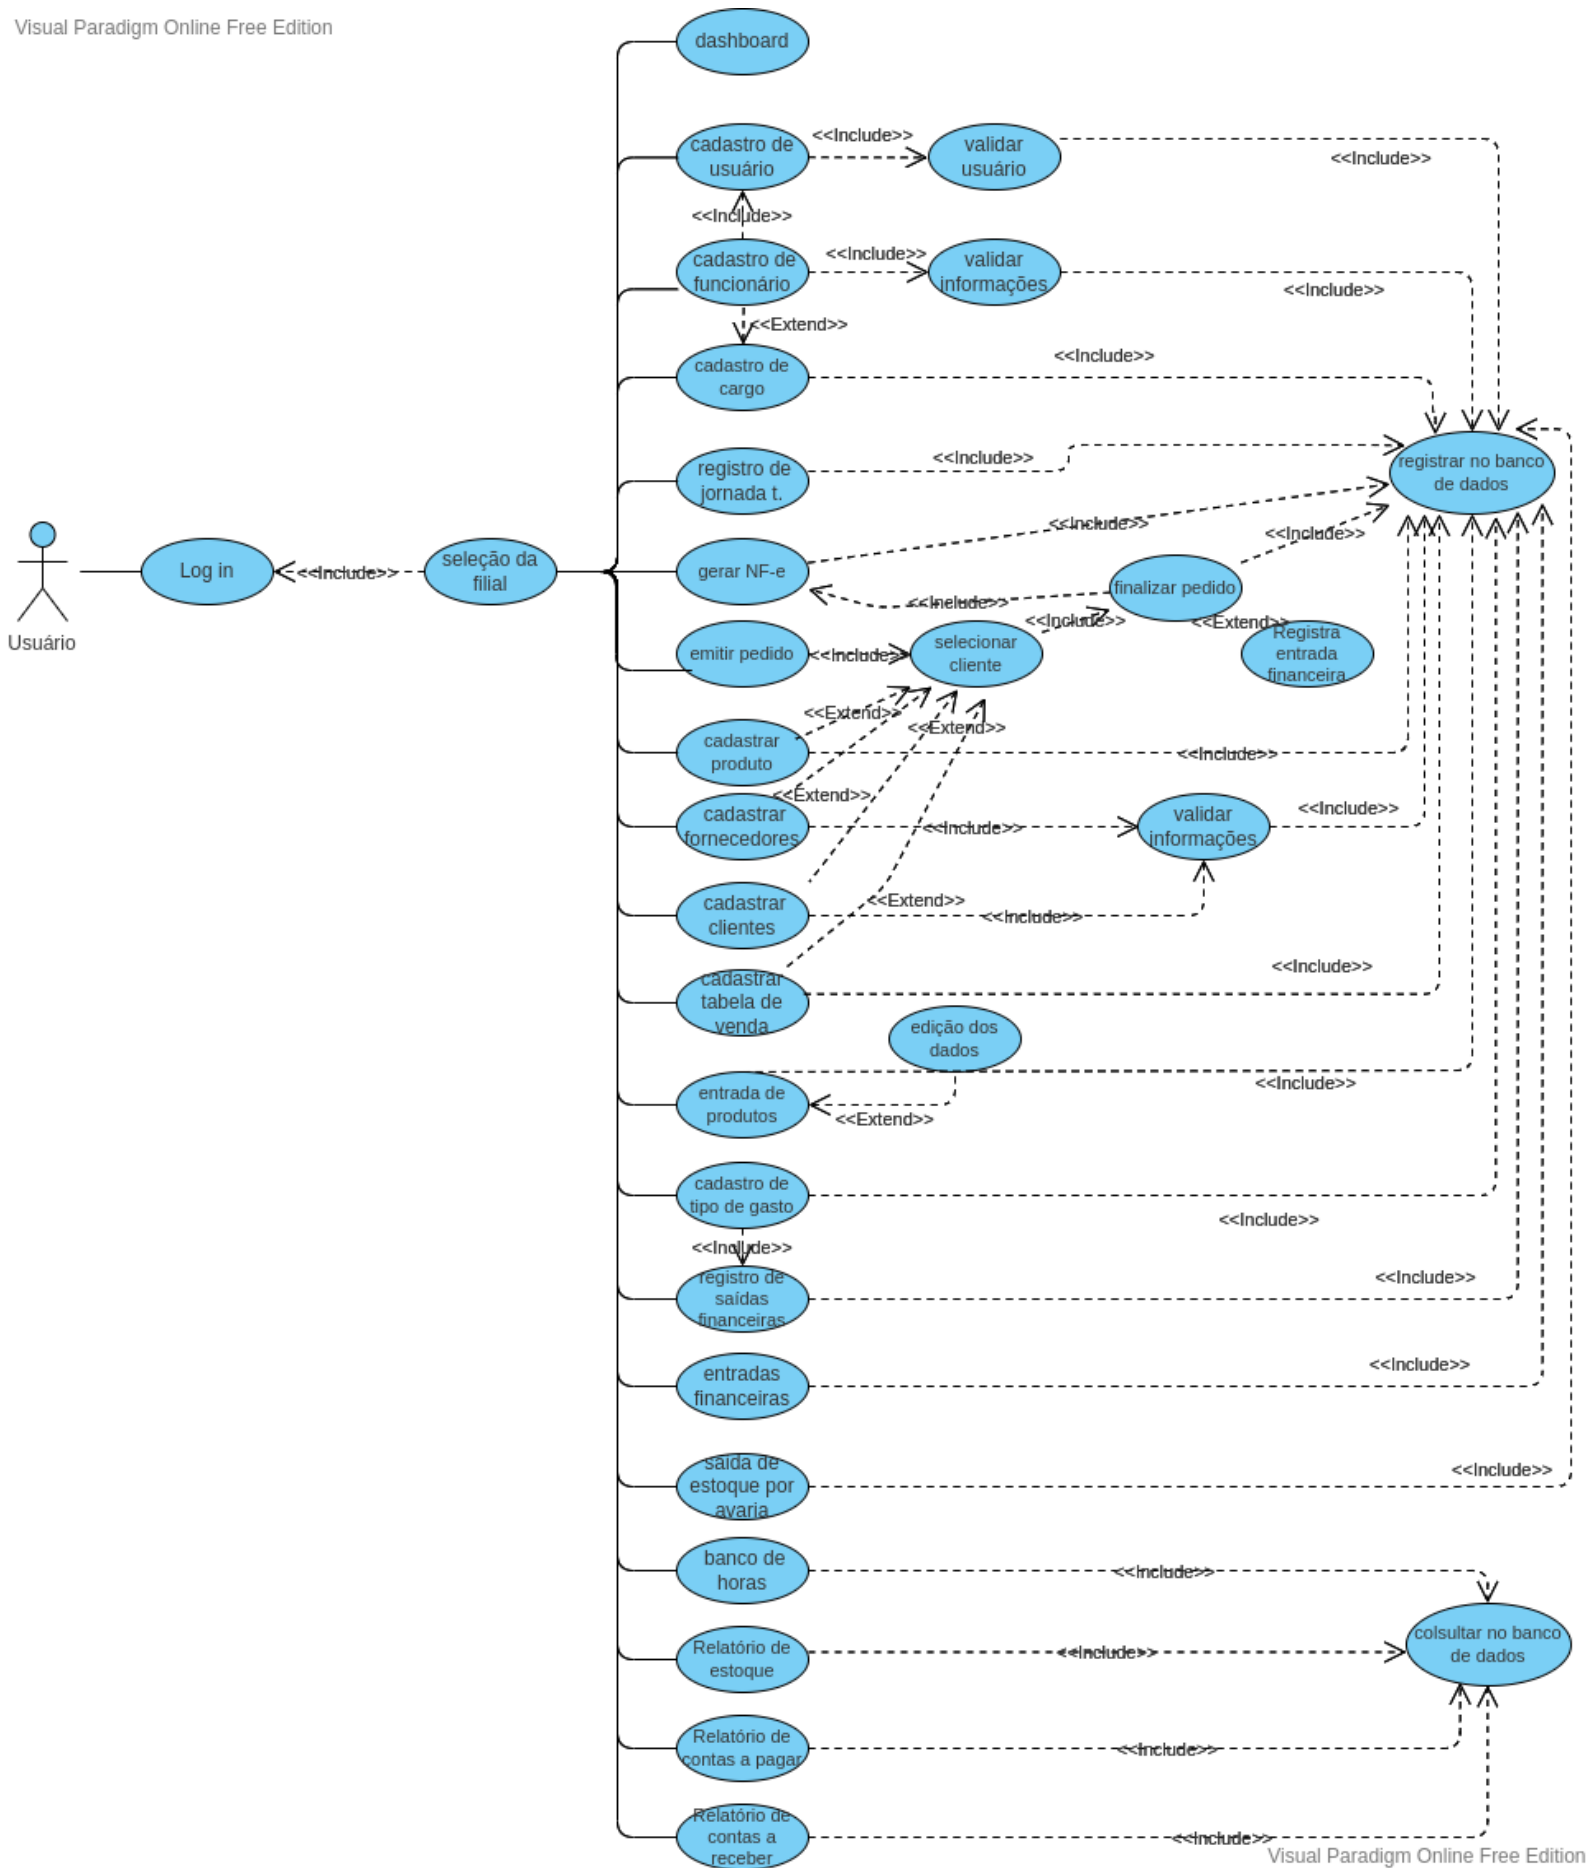 Visual Paradigm Online Free Edition
dashboard
cadastro de
usuário
<<Include>>
validar
usuário
<<Include>>
<<Include>>
cadastro de
funcionário
<<Include>>
validar
informações
<<Include>>
<<Extend>>
cadastro de
cargo
<<Include>>
registro de
jornada t.
<<Include>>
registrar no banco
de dados
Usuário
Log in
<<Include>>
seleção da
filial
gerar NF-e
<<Include>>
<<Include>>
finalizar pedido
<<Include>>
<<Include>>
<<Extend>>
Registra
entrada
financeira
emitir pedido
<<Include>>
selecionar
cliente
<<Extend>>
<<Extend>>
cadastrar
produto
<<Include>>
<<Extend>>
cadastrar
fornecedores
<<Include>>
validar
informações
<<Include>>
cadastrar
clientes
<<Extend>>
<<Include>>
cadastrar
tabela de
venda
<<Include>>
edição dos
dados
entrada de
produtos
<<Include>>
<<Extend>>
cadastro de
tipo de gasto
<<Include>>
<<Include>>
registro de
saídas
financeiras
<<Include>>
entradas
financeiras
<<Include>>
saída de
estoque por
avaria
<<Include>>
banco de
horas
<<Include>>
colsultar no banco
de dados
Relatório de
estoque
<<Include>>
Relatório de
contas a pagar
<<Include>>
Relatório de
contas a
receber
<<Include>>
Visual Paradigm Online Free Edition